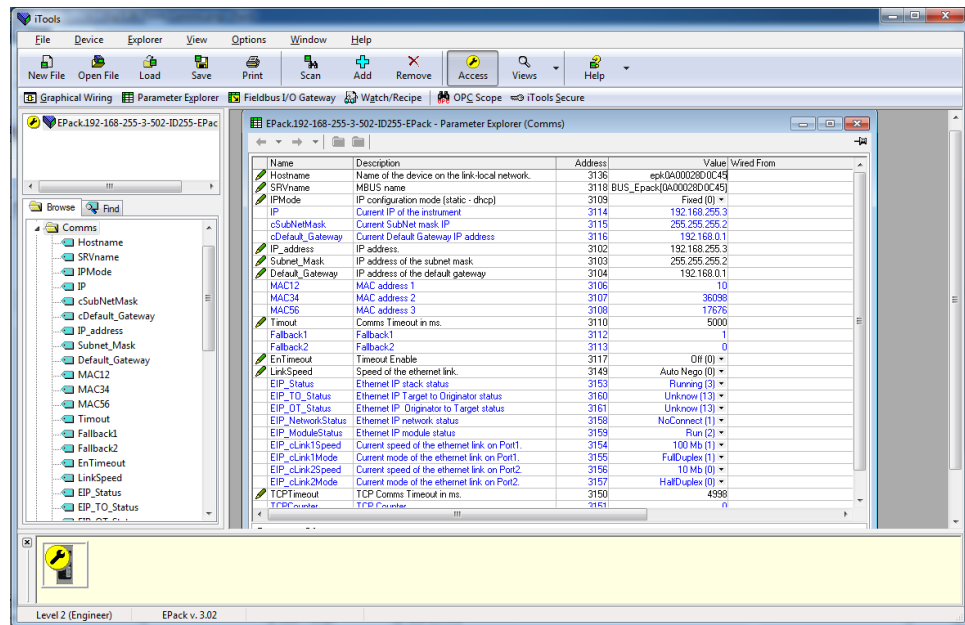 iTools
File Device Explorer View Options Window Help
New File Open File Load Save Print Scan Add Remove Access Views Help
Graphical Wiring Parameter Explorer Fieldbus I/O Gateway Watch/Recipe OPC Scope iTools Secure
EPack.192-168-255-3-502-ID255-EPac
Browse Find
Comms
Hostname
SRVname
IPMode
IP
cSubNetMask
cDefault_Gateway
IP_address
Subnet_Mask
Default_Gateway
MAC12
MAC34
MAC56
Timout
Fallback1
Fallback2
EnTimeout
LinkSpeed
EIP_Status
EIP_TO_Status
EPack.192-168-255-3-502-ID255-EPack - Parameter Explorer (Comms)
Name Description Address Value Wired From
Hostname Name of the device on the link-local network. 3136 epk0A00028D0C45
SRVname MBUS name 3118 BUS_Epack[0A00028D0C45]
IPMode IP configuration mode (static - dhcp) 3109 Fixed (0)
IP Current IP of the instrument 3114 192.168.255.3
cSubNetMask Current SubNet mask IP 3115 255.255.255.2
cDefault_Gateway Current Default Gateway IP address 3116 192.168.0.1
IP_address IP address. 3102 192.168.255.3
Subnet_Mask IP address of the subnet mask 3103 255.255.255.2
Default_Gateway IP address of the default gateway 3104 192.168.0.1
MAC12 MAC address 1 3106 10
MAC34 MAC address 2 3107 36098
MAC56 MAC address 3 3108 17676
Timout Comms Timeout in ms. 3110 5000
Fallback1 Fallback1 3112 1
Fallback2 Fallback2 3113 0
EnTimeout Timeout Enable 3117 Off (0)
LinkSpeed Speed of the ethernet link. 3149 Auto Nego (0)
EIP_Status Ethernet IP stack status 3153 Running (3)
EIP_TO_Status Ethernet IP Target to Originator status 3160 Unknow (13)
EIP_OT_Status Ethernet IP Originator to Target status 3161 Unknow (13)
EIP_NetworkStatus Ethernet IP network status 3158 NoConnect (1)
EIP_ModuleStatus Ethernet IP module status 3159 Run (2)
EIP_cLink1Speed Current speed of the ethernet link on Port1. 3154 100 Mb (1)
EIP_cLink1Mode Current mode of the ethernet link on Port1. 3155 FullDuplex (1)
EIP_cLink2Speed Current speed of the ethernet link on Port2. 3156 10 Mb (0)
EIP_cLink2Mode Current mode of the ethernet link on Port2. 3157 HalfDuplex (0)
TCPTimeout TCP Comms Timeout in ms. 3150 4998
TCPCounter TCP Counter 3151 0
Level 2 (Engineer) EPack v. 3.02